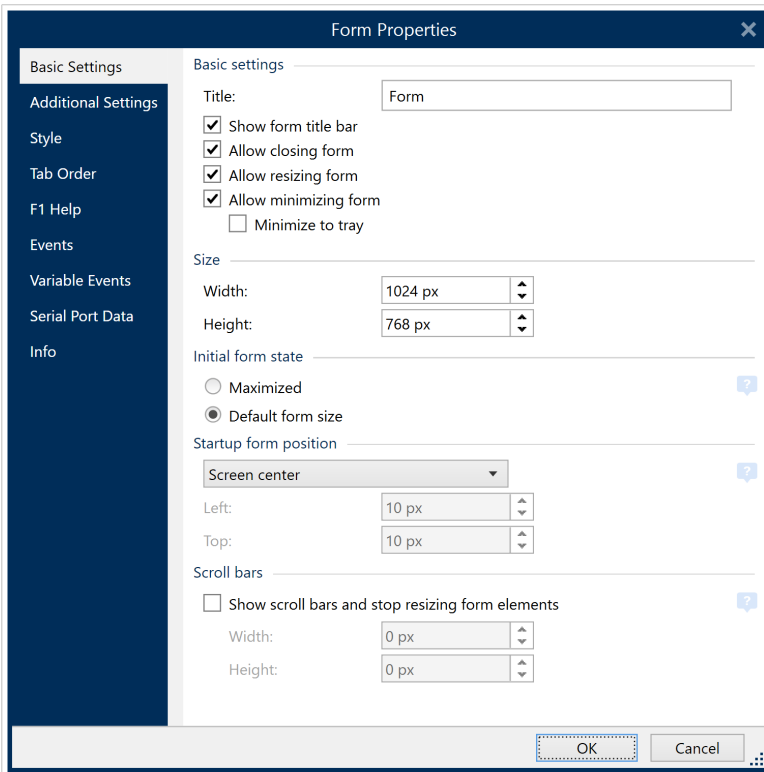 Form Properties
Basic Settings
Additional Settings
Style
Tab Order
F1 Help
Events
Variable Events
Serial Port Data
Info
Basic settings
Title: Form
Show form title bar
Allow closing form
Allow resizing form
Allow minimizing form
Minimize to tray
Size
Width: 1024 px
Height: 768 px
Initial form state
Maximized
?
Default form size
Startup form position
Screen center
?
Left: 10 px
Top: 10 px
Scroll bars
Show scroll bars and stop resizing form elements
?
Width: 0 px
Height: 0 px
OK Cancel